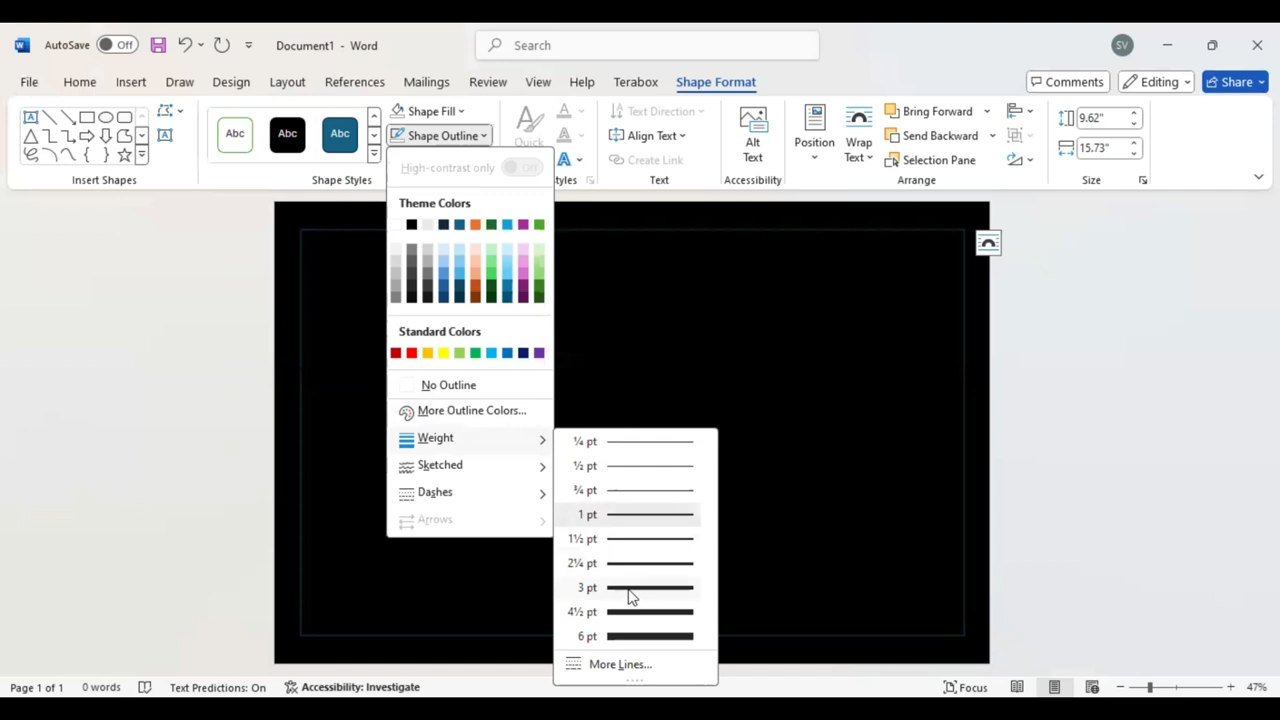 AutoSave Off Document1 - Word Search SV
File Home Insert Draw Design Layout References Mailings Review View Help Terabox Shape Format Comments Editing Share
Abc Abc Abc
Shape Fill
Shape Outline
Quick
Text Direction
Align Text
Create Link
Alt
Text
Position
Wrap
Text
Bring Forward
Send Backward
Selection Pane
9.62"
15.73"
Insert Shapes Shape Styles Styles Text Accessibility Arrange Size
High-contrast only Off
Theme Colors
Standard Colors
No Outline
More Outline Colors...
Weight
Sketched
Dashes
Arrows
¼ pt
½ pt
¾ pt
1 pt
1½ pt
2¼ pt
3 pt
4½ pt
6 pt
More Lines...
Page 1 of 1 0 words Text Predictions: On Accessibility: Investigate Focus 47%